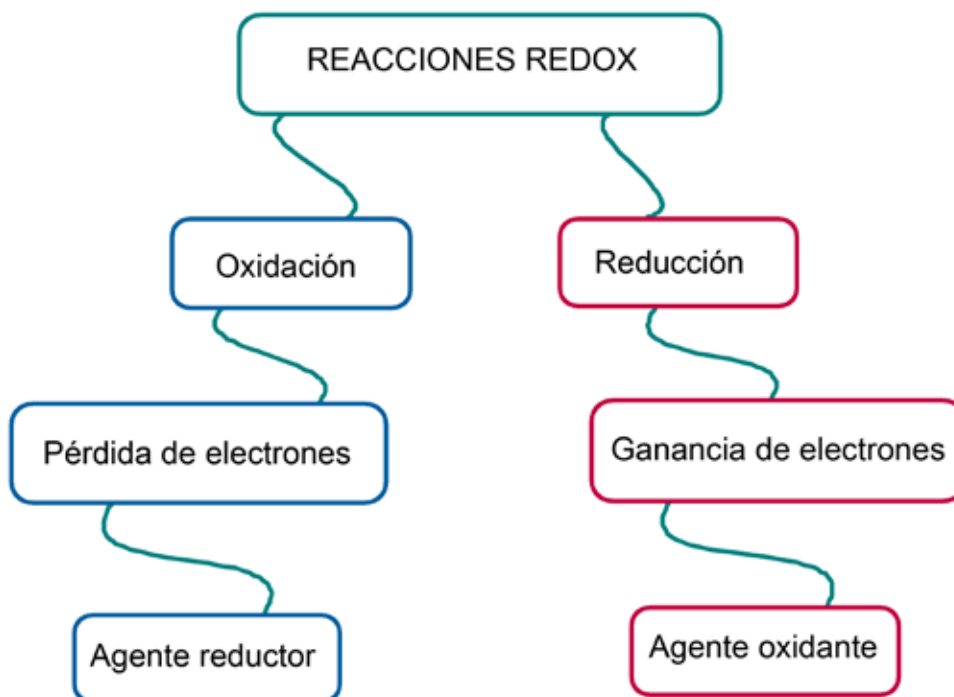 REACCIONES REDOX
Oxidación
Reducción
Pérdida de electrones
Ganancia de electrones
Agente reductor
Agente oxidante